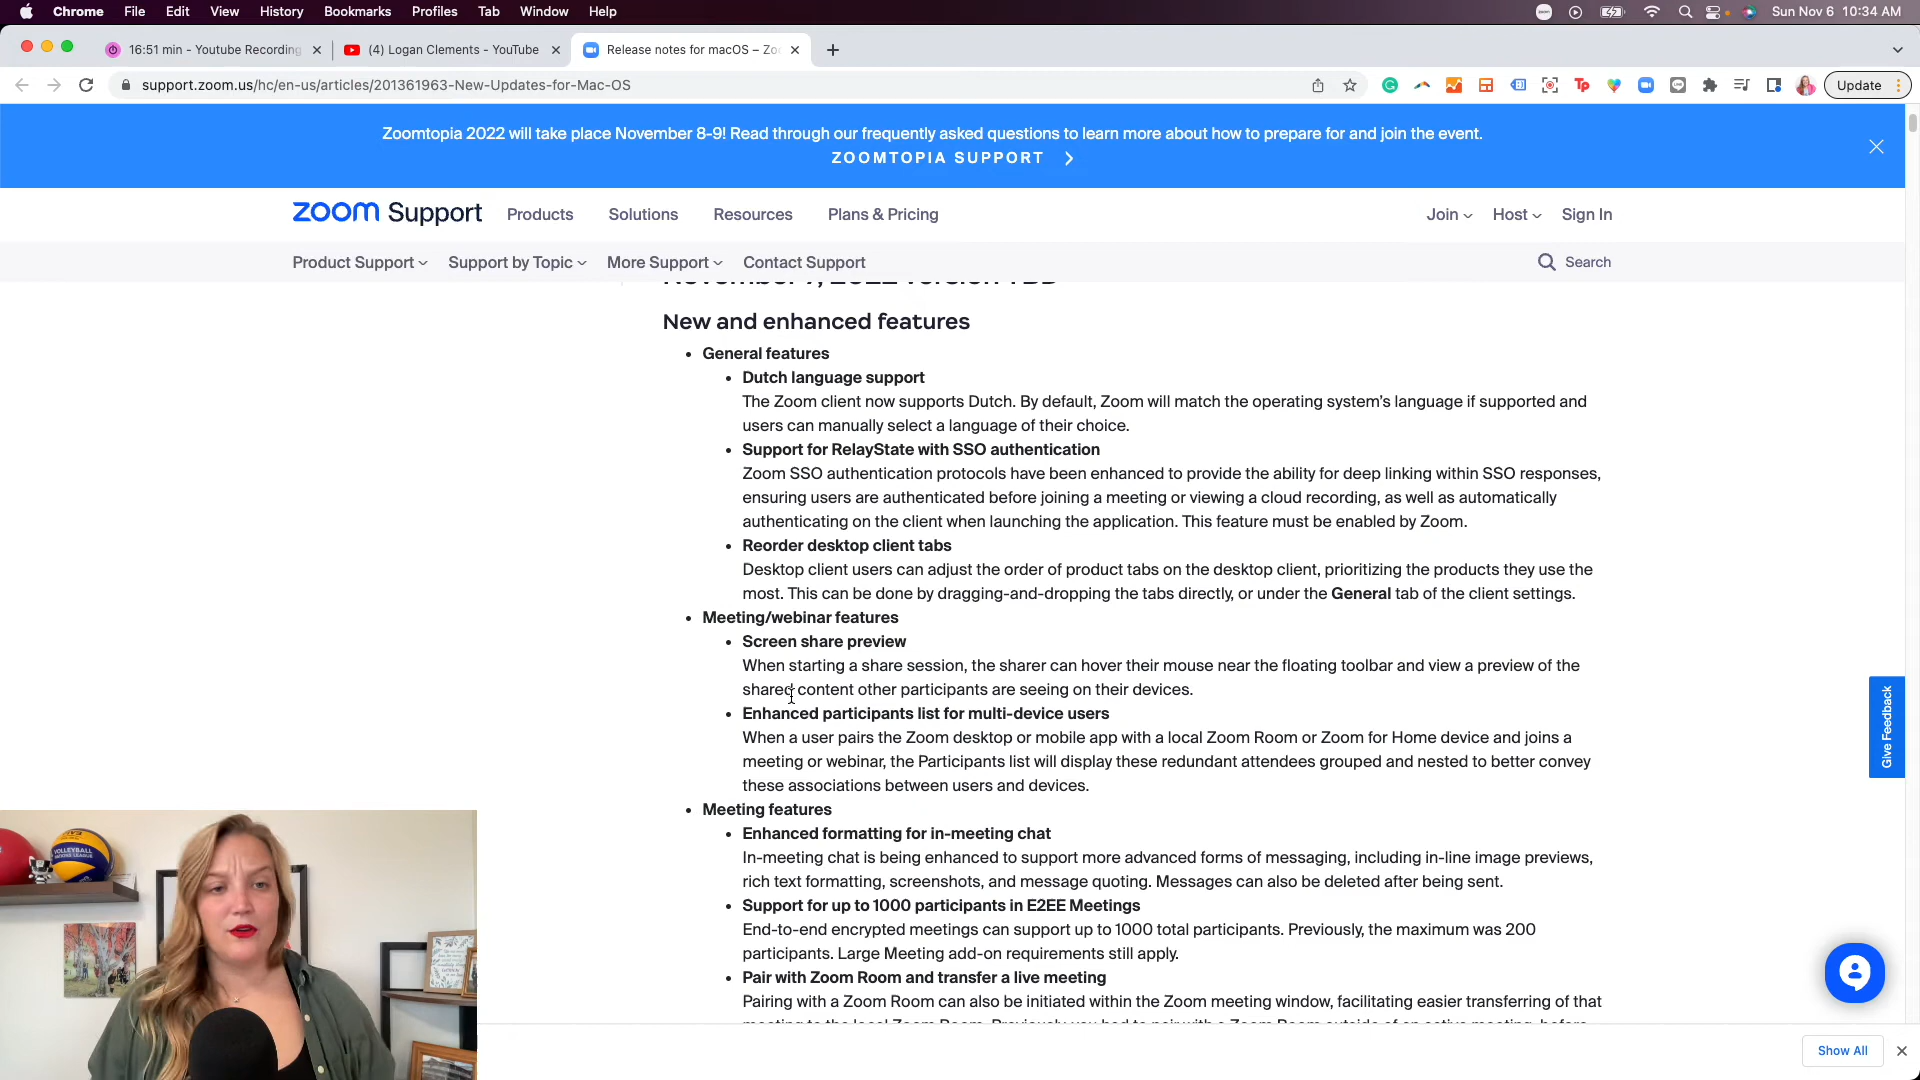 Chrome File Edit View History Bookmarks Profiles Tab Window Help Sun Nov 6 10:34 AM
16:51 min - Youtube Recording (4) Logan Clements - YouTube Release notes for macOS – Zo
support.zoom.us/hc/en-us/articles/201361963-New-Updates-for-Mac-OS Update
Zoomtopia 2022 will take place November 8-9! Read through our frequently asked questions to learn more about how to prepare for and join the event.
ZOOMTOPIA SUPPORT
zoom Support Products Solutions Resources Plans & Pricing Join Host Sign In
Product Support Support by Topic More Support Contact Support Search
November 7, 2022 version TBD
New and enhanced features
• General features
• Dutch language support
The Zoom client now supports Dutch. By default, Zoom will match the operating system's language if supported and
users can manually select a language of their choice.
• Support for RelayState with SSO authentication
Zoom SSO authentication protocols have been enhanced to provide the ability for deep linking within SSO responses,
ensuring users are authenticated before joining a meeting or viewing a cloud recording, as well as automatically
authenticating on the client when launching the application. This feature must be enabled by Zoom.
• Reorder desktop client tabs
Desktop client users can adjust the order of product tabs on the desktop client, prioritizing the products they use the
most. This can be done by dragging-and-dropping the tabs directly, or under the General tab of the client settings.
• Meeting/webinar features
• Screen share preview
When starting a share session, the sharer can hover their mouse near the floating toolbar and view a preview of the
shared content other participants are seeing on their devices.
• Enhanced participants list for multi-device users
When a user pairs the Zoom desktop or mobile app with a local Zoom Room or Zoom for Home device and joins a
meeting or webinar, the Participants list will display these redundant attendees grouped and nested to better convey
these associations between users and devices.
• Meeting features
• Enhanced formatting for in-meeting chat
In-meeting chat is being enhanced to support more advanced forms of messaging, including in-line image previews,
rich text formatting, screenshots, and message quoting. Messages can also be deleted after being sent.
• Support for up to 1000 participants in E2EE Meetings
End-to-end encrypted meetings can support up to 1000 total participants. Previously, the maximum was 200
participants. Large Meeting add-on requirements still apply.
• Pair with Zoom Room and transfer a live meeting
Pairing with a Zoom Room can also be initiated within the Zoom meeting window, facilitating easier transferring of that
Give Feedback
VOLLEYBALL
NATIONS LEAGUE
Show All